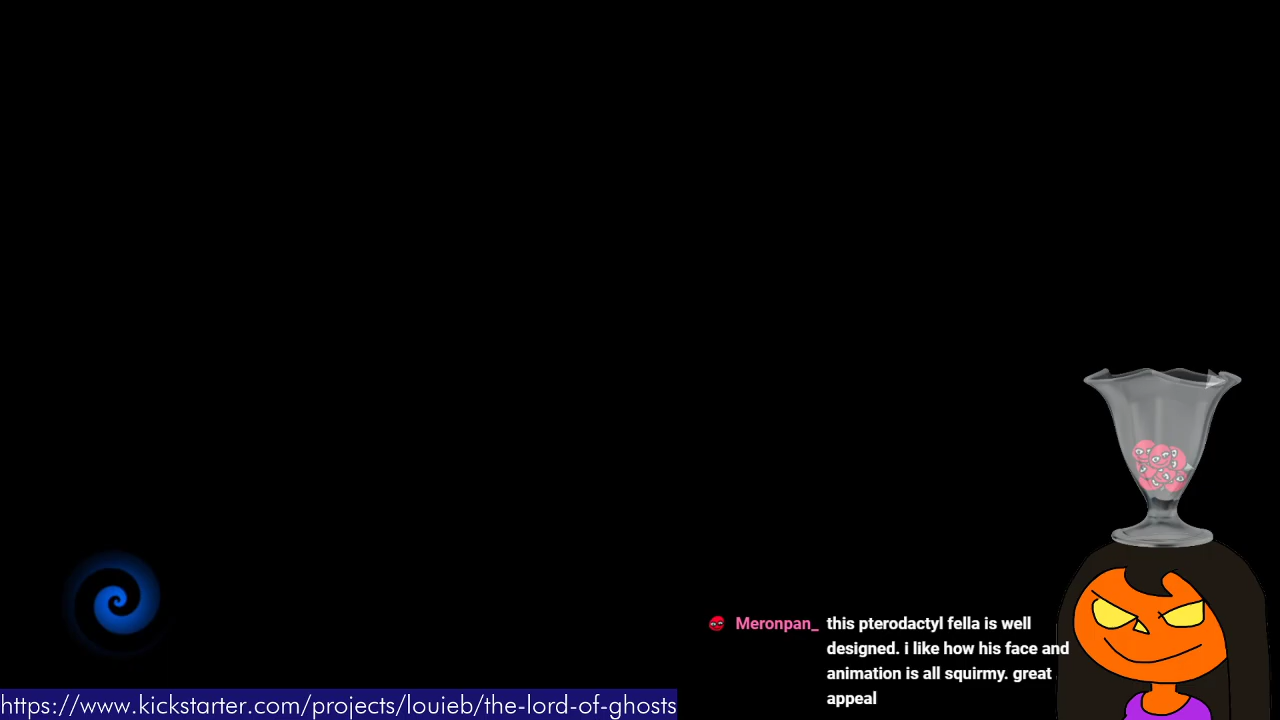 Meronpan_ this pterodactyl fella is well
designed. i like how his face and
animation is all squirmy. great
appeal
https://www.kickstarter.com/projects/louieb/the-lord-of-ghosts